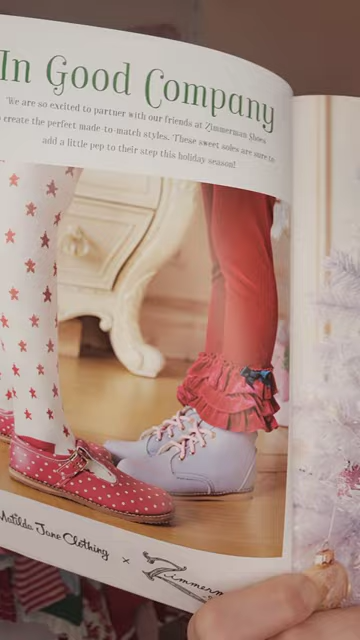 In Good Company
We are so excited to partner with our friends at Zimmerman Shoes
create the perfect made-to-match styles. These sweet soles are sure to
add a little pep to their step this holiday season!
Matilda Jane Clothing x Zimmerm